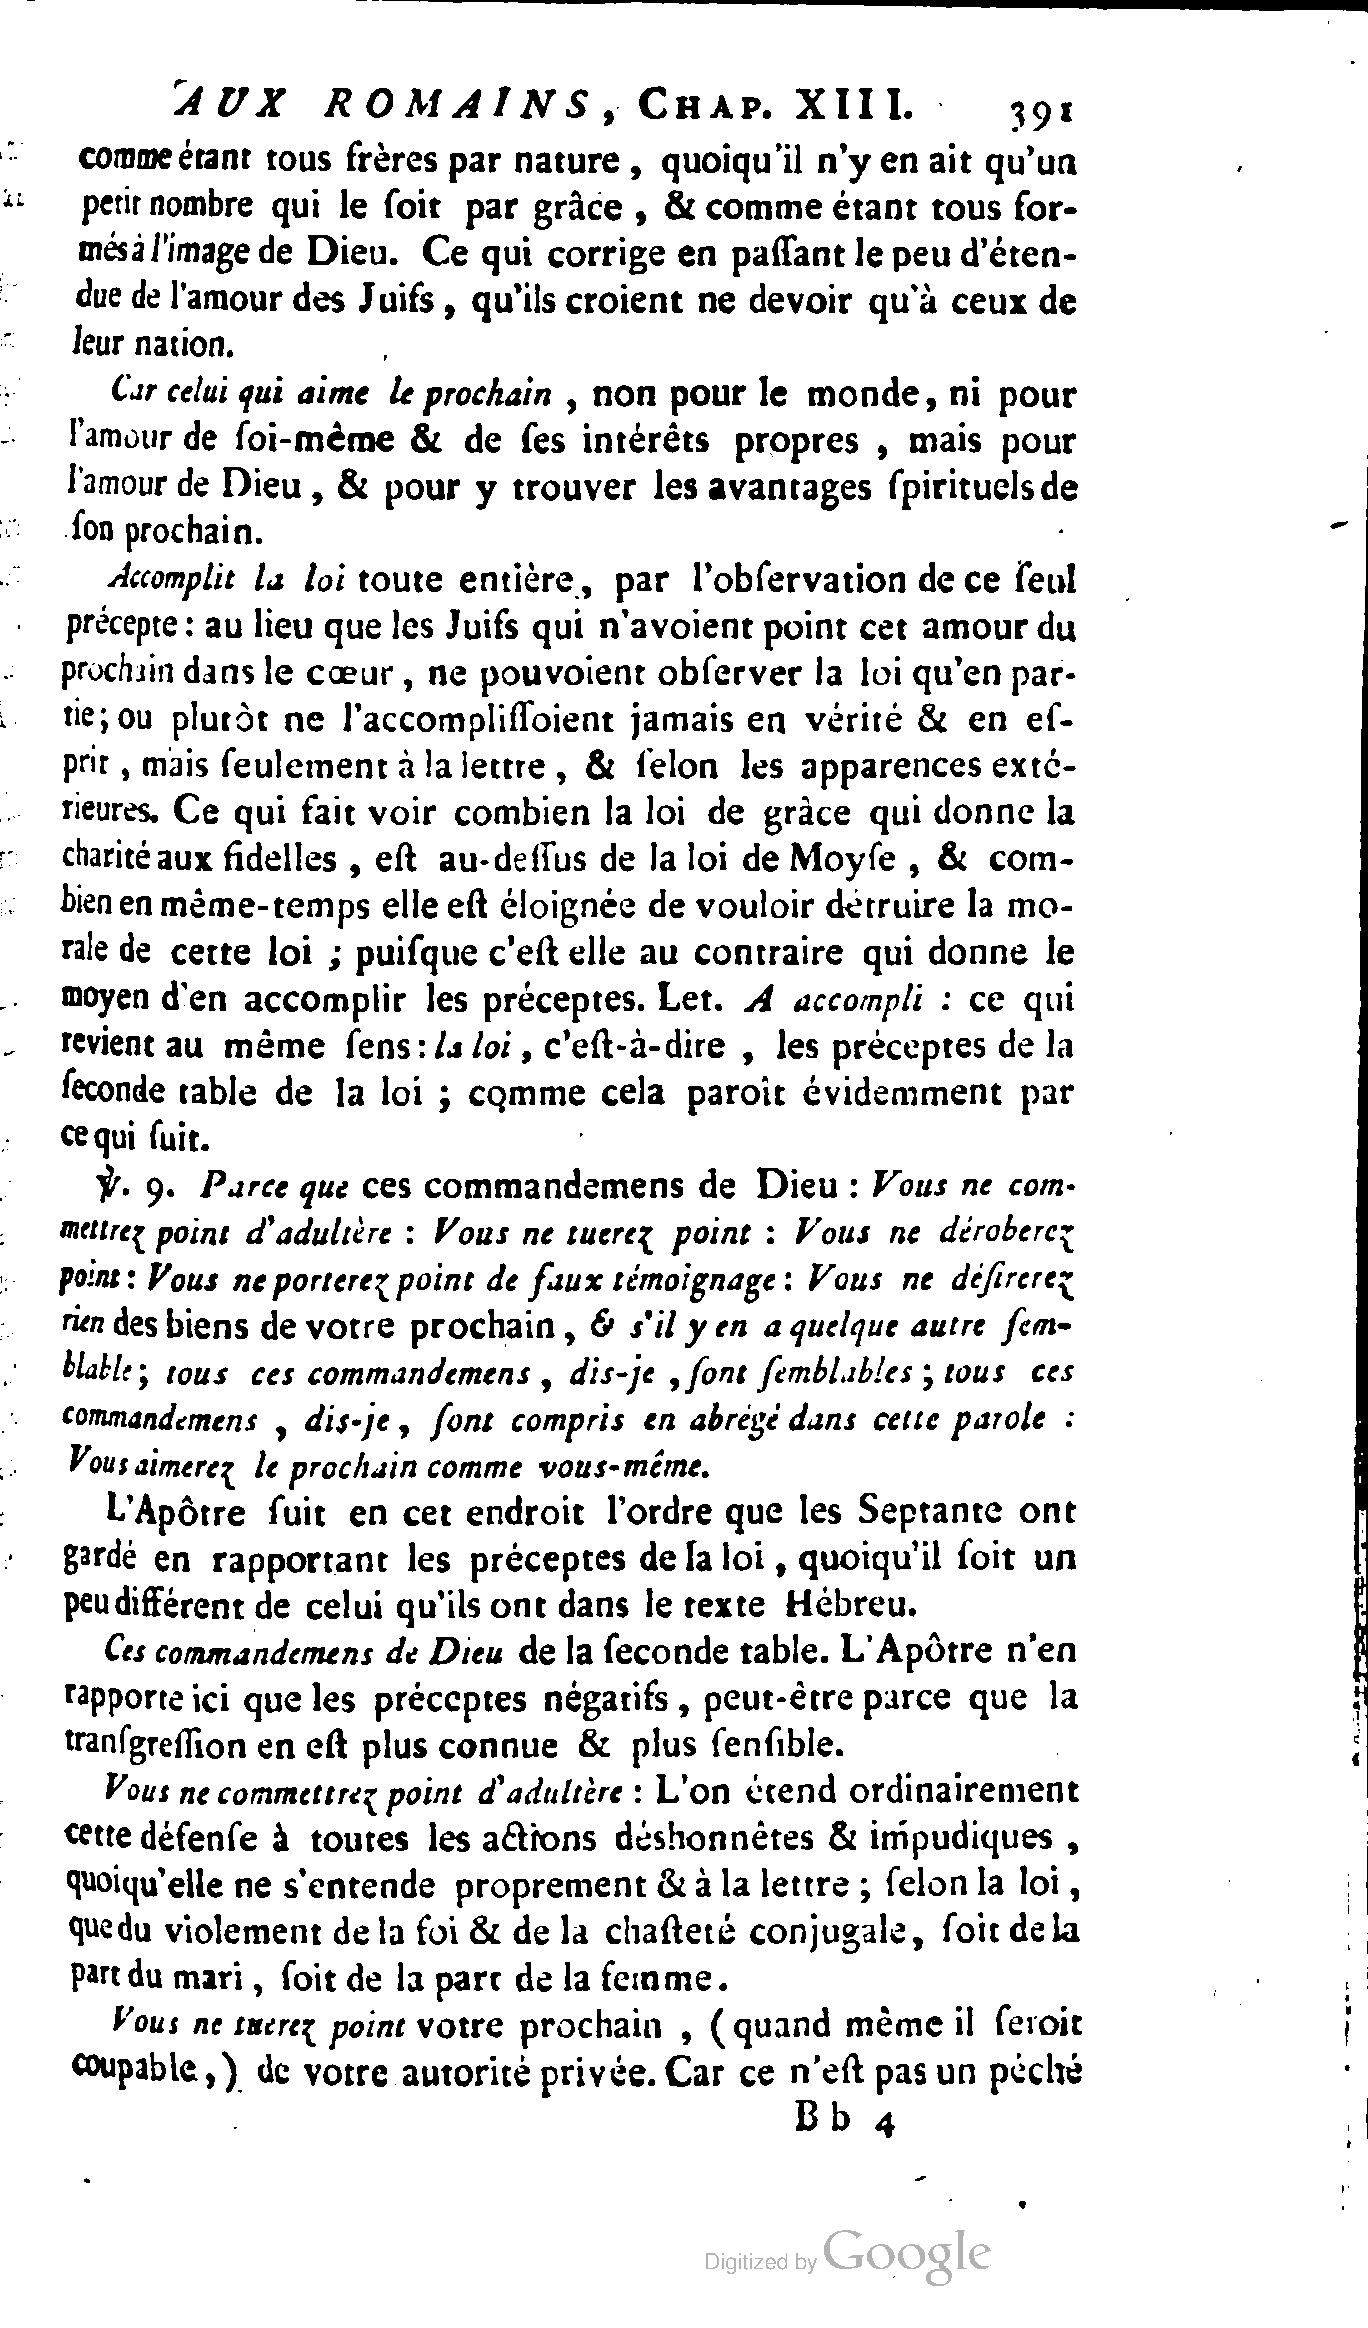 AUX ROMAINS, CHAP. XIII. 391
comme étant tous frères par nature, quoiqu'il n'y en ait qu'un
petit nombre qui le ſoit par grâce, & comme étant tous for-
més à l'image de Dieu. Ce qui corrige en paſſant le peu d'éten-
due de l'amour des Juifs, qu'ils croient ne devoir qu'à ceux de
leur nation.
Car celui qui aime le prochain, non pour le monde, ni pour
l'amour de ſoi-même & de ſes intérêts propres, mais pour
l'amour de Dieu, & pour y trouver les avantages ſpirituels de
ſon prochain.
Accomplit la loi toute entière, par l'obſervation de ce ſeul
précepte : au lieu que les Juifs qui n'avoient point cet amour du
prochain dans le cœur, ne pouvoient obſerver la loi qu'en par-
tie; ou plutôt ne l'accompliſſoient jamais en vérité & en eſ-
prit, mais ſeulement à la lettre, & ſelon les apparences exté-
rieures. Ce qui fait voir combien la loi de grâce qui donne la
charité aux fidelles, eſt au-deſſus de la loi de Moyſe, & com-
bien en même-temps elle eſt éloignée de vouloir détruire la mo-
rale de cette loi ; puiſque c'eſt elle au contraire qui donne le
moyen d'en accomplir les préceptes. Let. A accompli : ce qui
revient au même ſens : la loi, c'eſt-à-dire, les préceptes de la
ſeconde table de la loi ; comme cela paroît évidemment par
ce qui ſuit.
℣. 9. Parce que ces commandemens de Dieu : Vous ne com-
mettrez point d'adultère : Vous ne tuerez point : Vous ne déroberez
point : Vous ne porterez point de faux témoignage : Vous ne déſirerez
rien des biens de votre prochain, & s'il y en a quelque autre ſem-
blable; tous ces commandemens, dis-je, ſont ſemblables ; tous ces
commandemens, dis-je, ſont compris en abrégé dans cette parole :
Vous aimerez le prochain comme vous-même.
L'Apôtre ſuit en cet endroit l'ordre que les Septante ont
gardé en rapportant les préceptes de la loi, quoiqu'il ſoit un
peu différent de celui qu'ils ont dans le texte Hébreu.
Ces commandemens de Dieu de la ſeconde table. L'Apôtre n'en
rapporte ici que les préceptes négatifs, peut-être parce que la
tranſgreſſion en eſt plus connue & plus ſenſible.
Vous ne commettrez point d'adultère : L'on étend ordinairement
cette défenſe à toutes les actions déshonnêtes & impudiques,
quoiqu'elle ne s'entende proprement & à la lettre ; ſelon la loi,
que du violement de la foi & de la chaſteté conjugale, ſoit de la
part du mari, ſoit de la part de la femme.
Vous ne tuerez point votre prochain, (quand même il ſeroit
coupable,) de votre autorité privée. Car ce n'eſt pas un péché
Bb 4
Digitized by Google